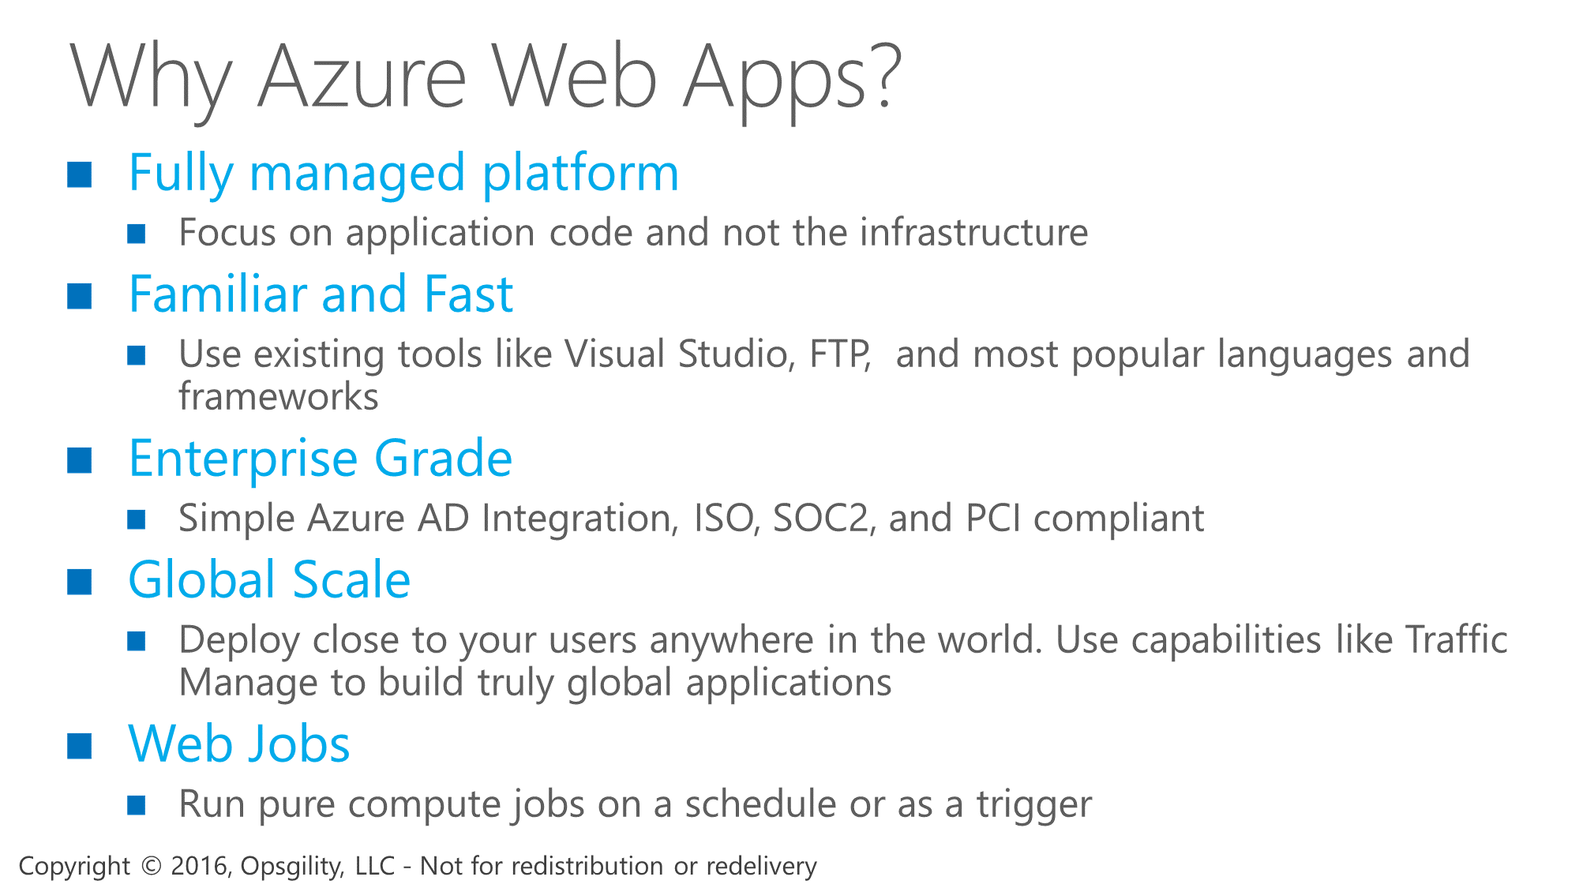 Why Azure Web Apps?
Fully managed platform
Focus on application code and not the infrastructure
Familiar and Fast
Use existing tools like Visual Studio, FTP,  and most popular languages and
frameworks
Enterprise Grade
Simple Azure AD Integration, ISO, SOC2, and PCI compliant
Global Scale
Deploy close to your users anywhere in the world. Use capabilities like Traffic
Manage to build truly global applications
Web Jobs
Run pure compute jobs on a schedule or as a trigger
Copyright © 2016, Opsgility, LLC - Not for redistribution or redelivery